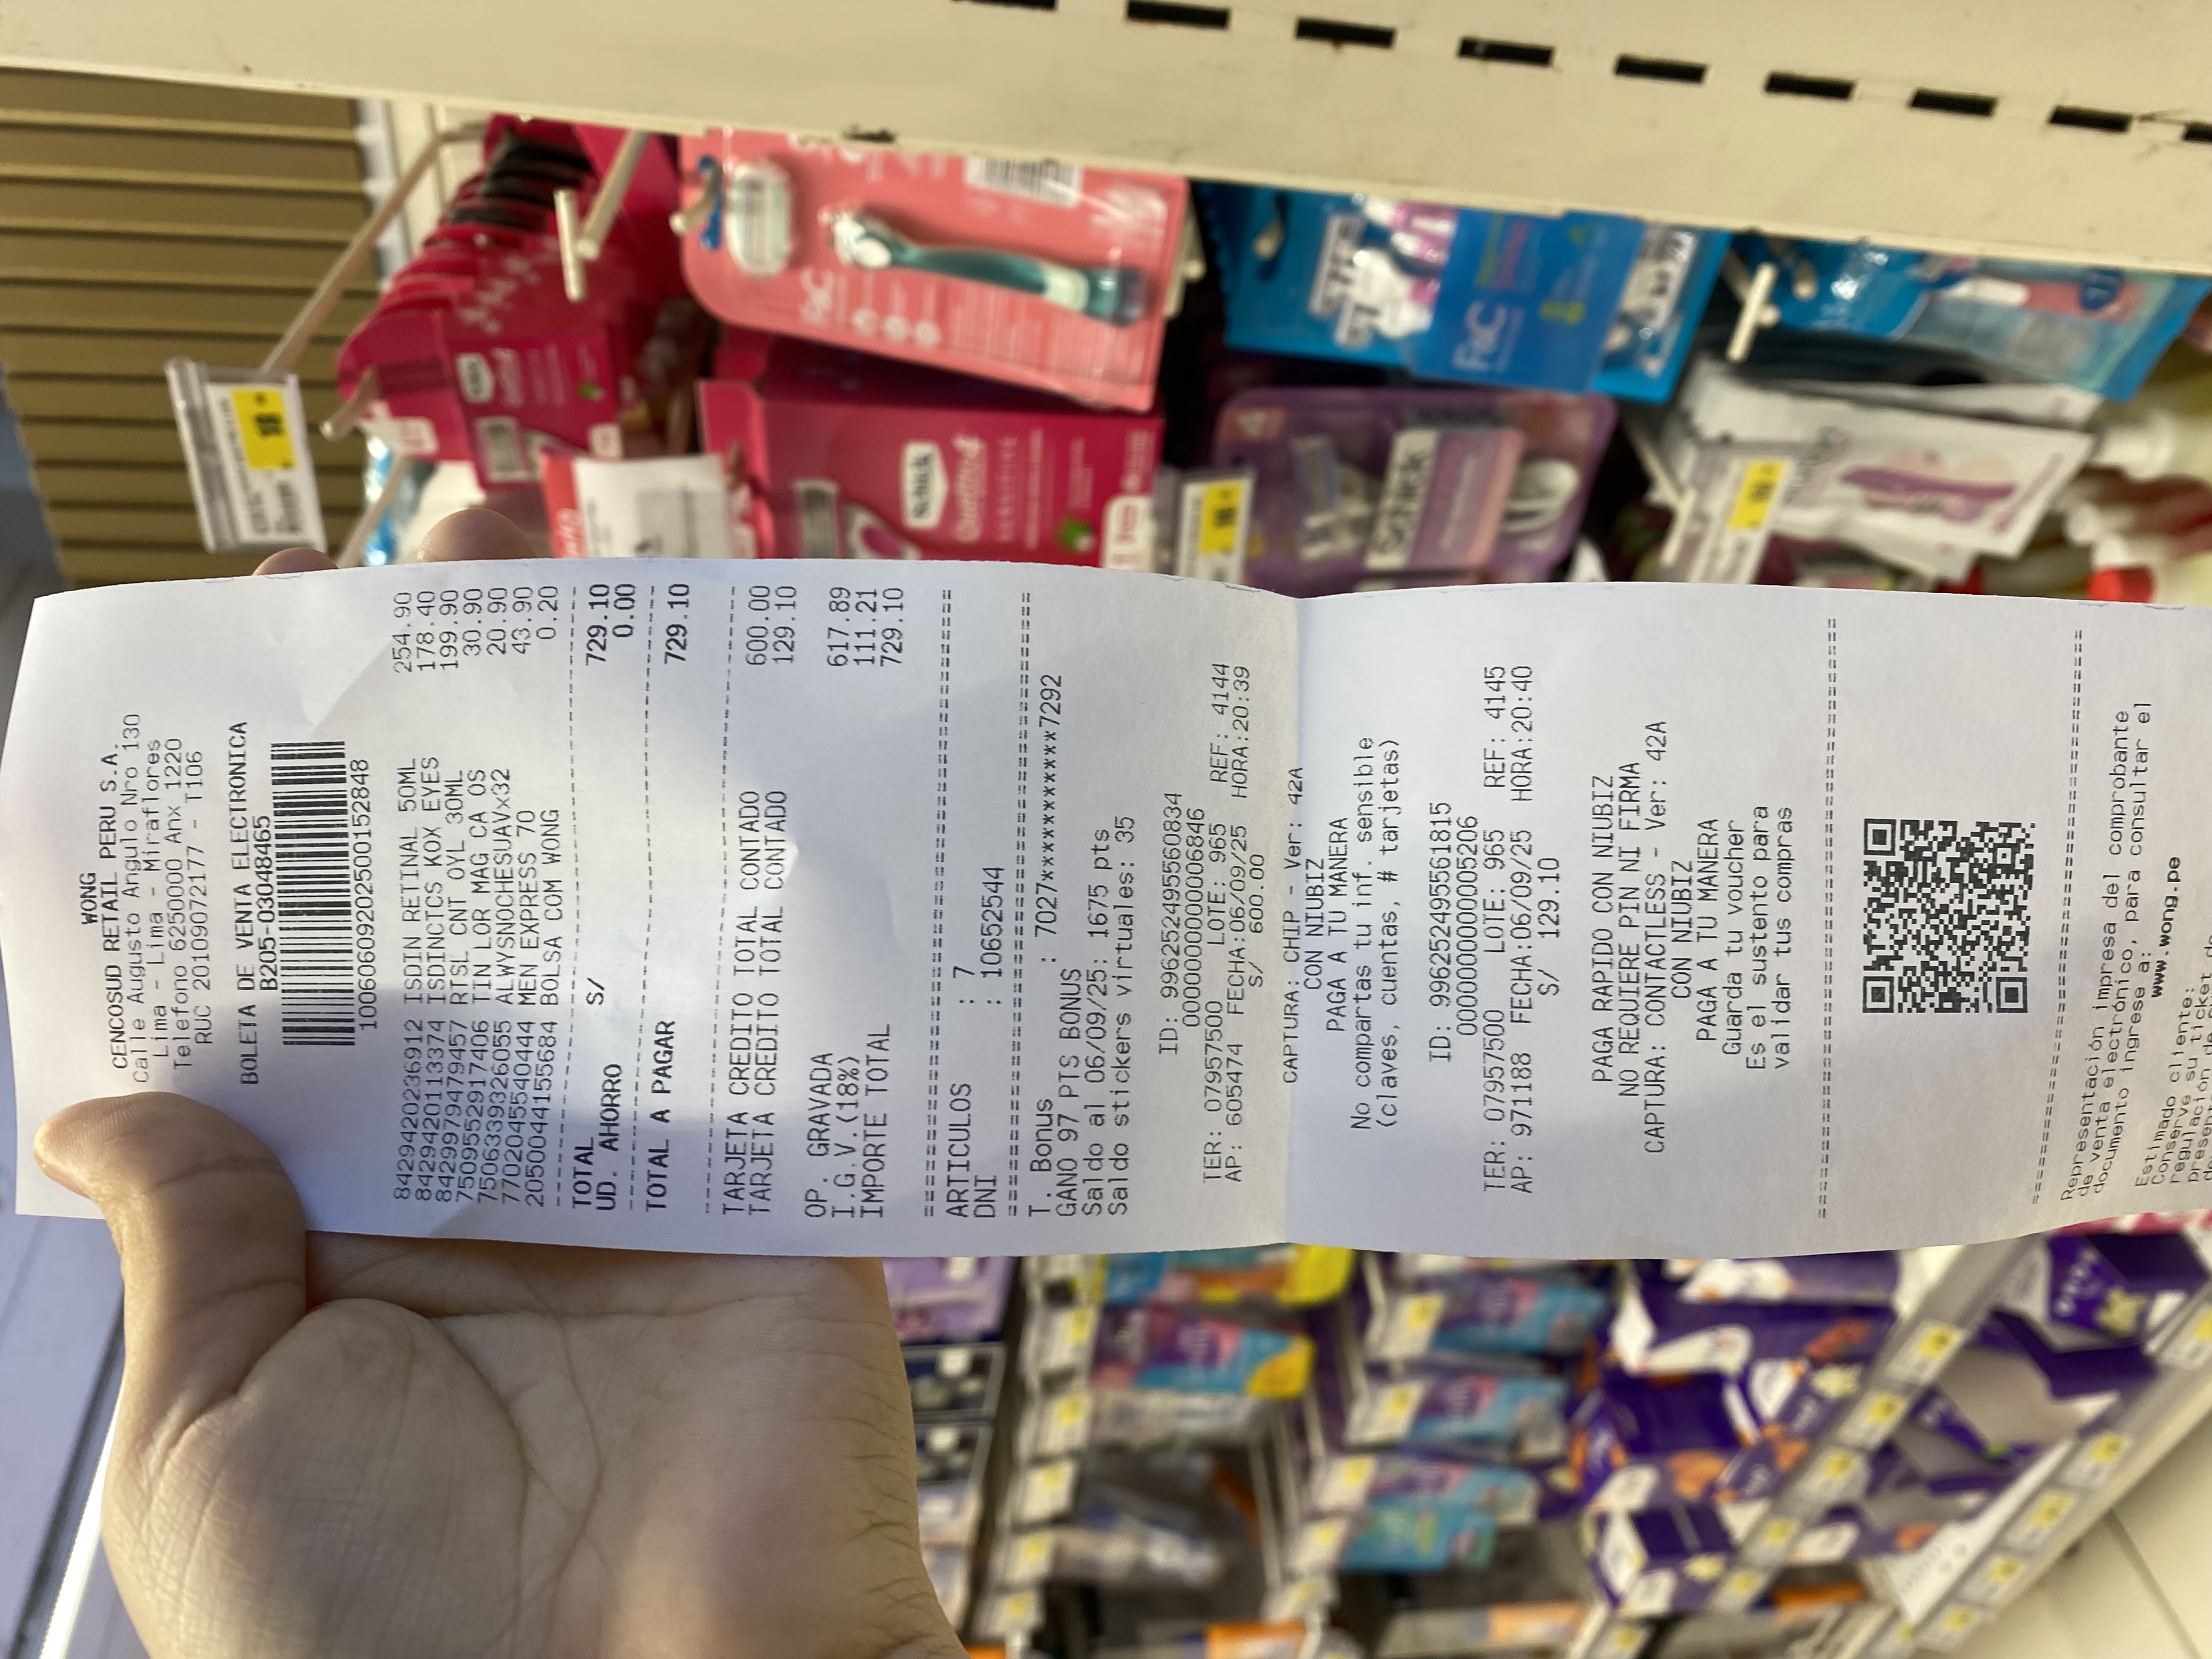 WONG
CENCOSUD RETAIL PERU S.A.
Calle Augusto Angulo Nro 130
Lima - Lima - Miraflores
Telefono 6250000 Anx 1220
RUC 20109072177 - T106
BOLETA DE VENTA ELECTRONICA
B205-03048465
10060609202500152848
8429420236912 ISDIN RETINAL 50ML 254.90
8429420113374 ISDINCTCS KOX EYES 178.40
8429979479457 RTSL CNT OYL 30ML 199.90
7509552917406 TIN LOR MAG CA OS 30.90
7506339326055 ALWYSNOCHESUAVx32 20.90
7702045540444 MEN EXPRESS 70 43.90
2050044155684 BOLSA COM WONG 0.20
TOTAL S/ 729.10
UD. AHORRO 0.00
TOTAL A PAGAR 729.10
TARJETA CREDITO TOTAL CONTADO 600.00
TARJETA CREDITO TOTAL CONTADO 129.10
OP. GRAVADA 617.89
I.G.V.(18%) 111.21
IMPORTE TOTAL 729.10
ARTICULOS : 7
DNI : 10652544
T. Bonus : 7027***********7292
GANO 97 PTS BONUS
Saldo al 06/09/25: 1675 pts
Saldo stickers virtuales: 35
ID: 996252495560834
0000000000006846
TER: 07957500 LOTE: 965 REF: 4144
AP: 605474 FECHA:06/09/25 HORA:20:39
S/ 600.00
CAPTURA: CHIP - Ver: 42A
CON NIUBIZ
PAGA A TU MANERA
No compartas tu inf. sensible
(claves, cuentas, # tarjetas)
ID: 996252495561815
0000000000005206
TER: 07957500 LOTE: 965 REF: 4145
AP: 971188 FECHA:06/09/25 HORA:20:40
S/ 129.10
PAGA RAPIDO CON NIUBIZ
NO REQUIERE PIN NI FIRMA
CAPTURA: CONTACTLESS - Ver: 42A
CON NIUBIZ
PAGA A TU MANERA
Guarda tu voucher
Es el sustento para
validar tus compras
Representación impresa del comprobante
de venta electrónico, para consultar el
documento ingrese a:
www.wong.pe
Estimado cliente:
Conserve su ticket de
regulación de
present
18
Schick
Quattro4
F&C
Schick
F&C